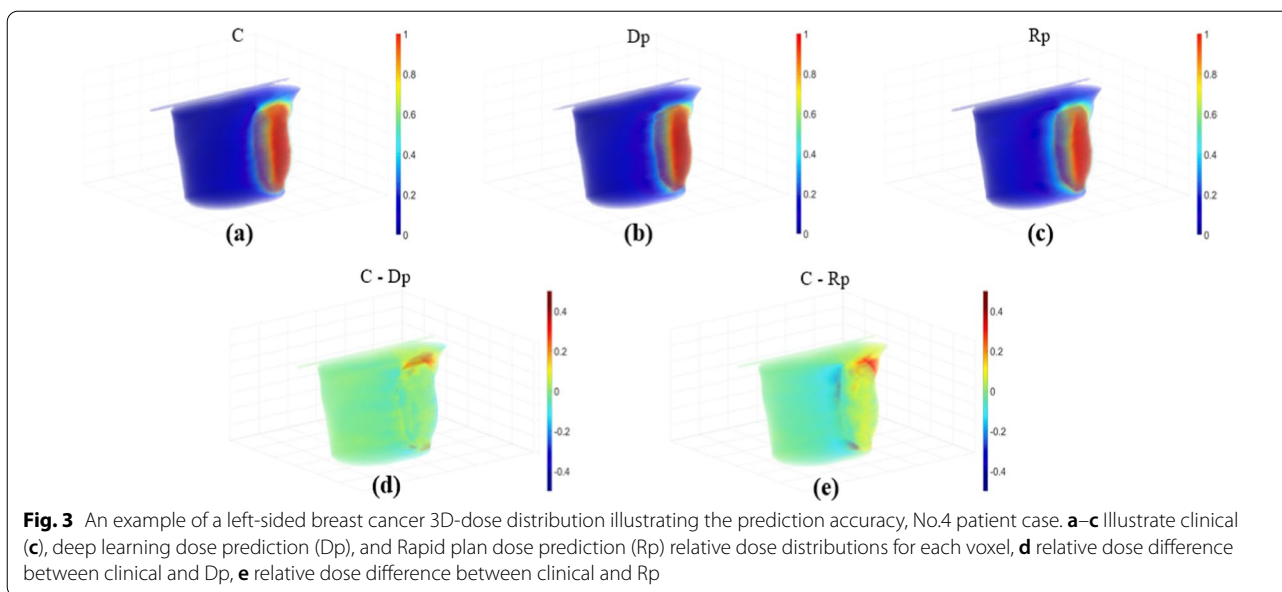 C
Dp
Rp
1
0.8
0.6
0.4
0.2
0
1
0.8
0.6
0.4
0.2
0
1
0.8
0.6
0.4
0.2
0
(a)
(b)
(c)
C - Dp
C - Rp
0.4
0.2
0
-0.2
-0.4
0.4
0.2
0
-0.2
-0.4
(d)
(e)
Fig. 3 An example of a left-sided breast cancer 3D-dose distribution illustrating the prediction accuracy, No.4 patient case. a–c Illustrate clinical
(c), deep learning dose prediction (Dp), and Rapid plan dose prediction (Rp) relative dose distributions for each voxel, d relative dose difference
between clinical and Dp, e relative dose difference between clinical and Rp